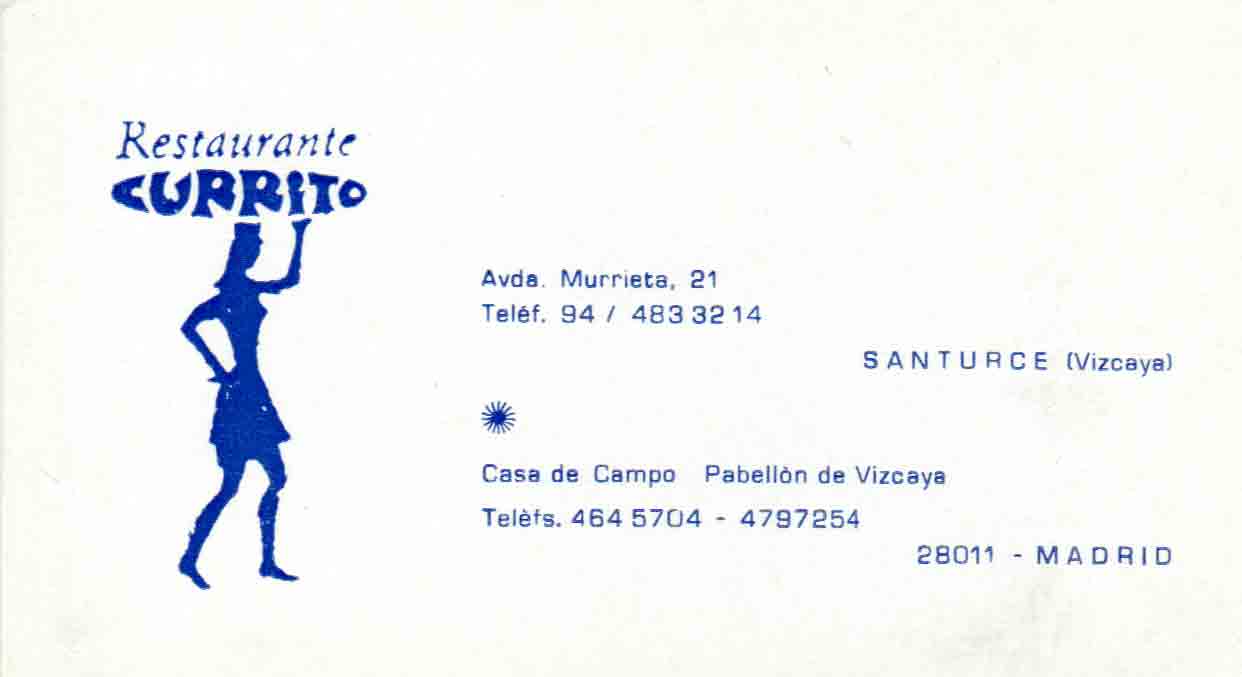 Restaurante
CURRITO
Avda. Murrieta, 21
Teléf. 94 / 483 32 14
SANTURCE (Vizcaya)
Casa de Campo Pabellòn de Vizcaya
Telèfs. 464 5704 - 4797254
28011 - MADRID